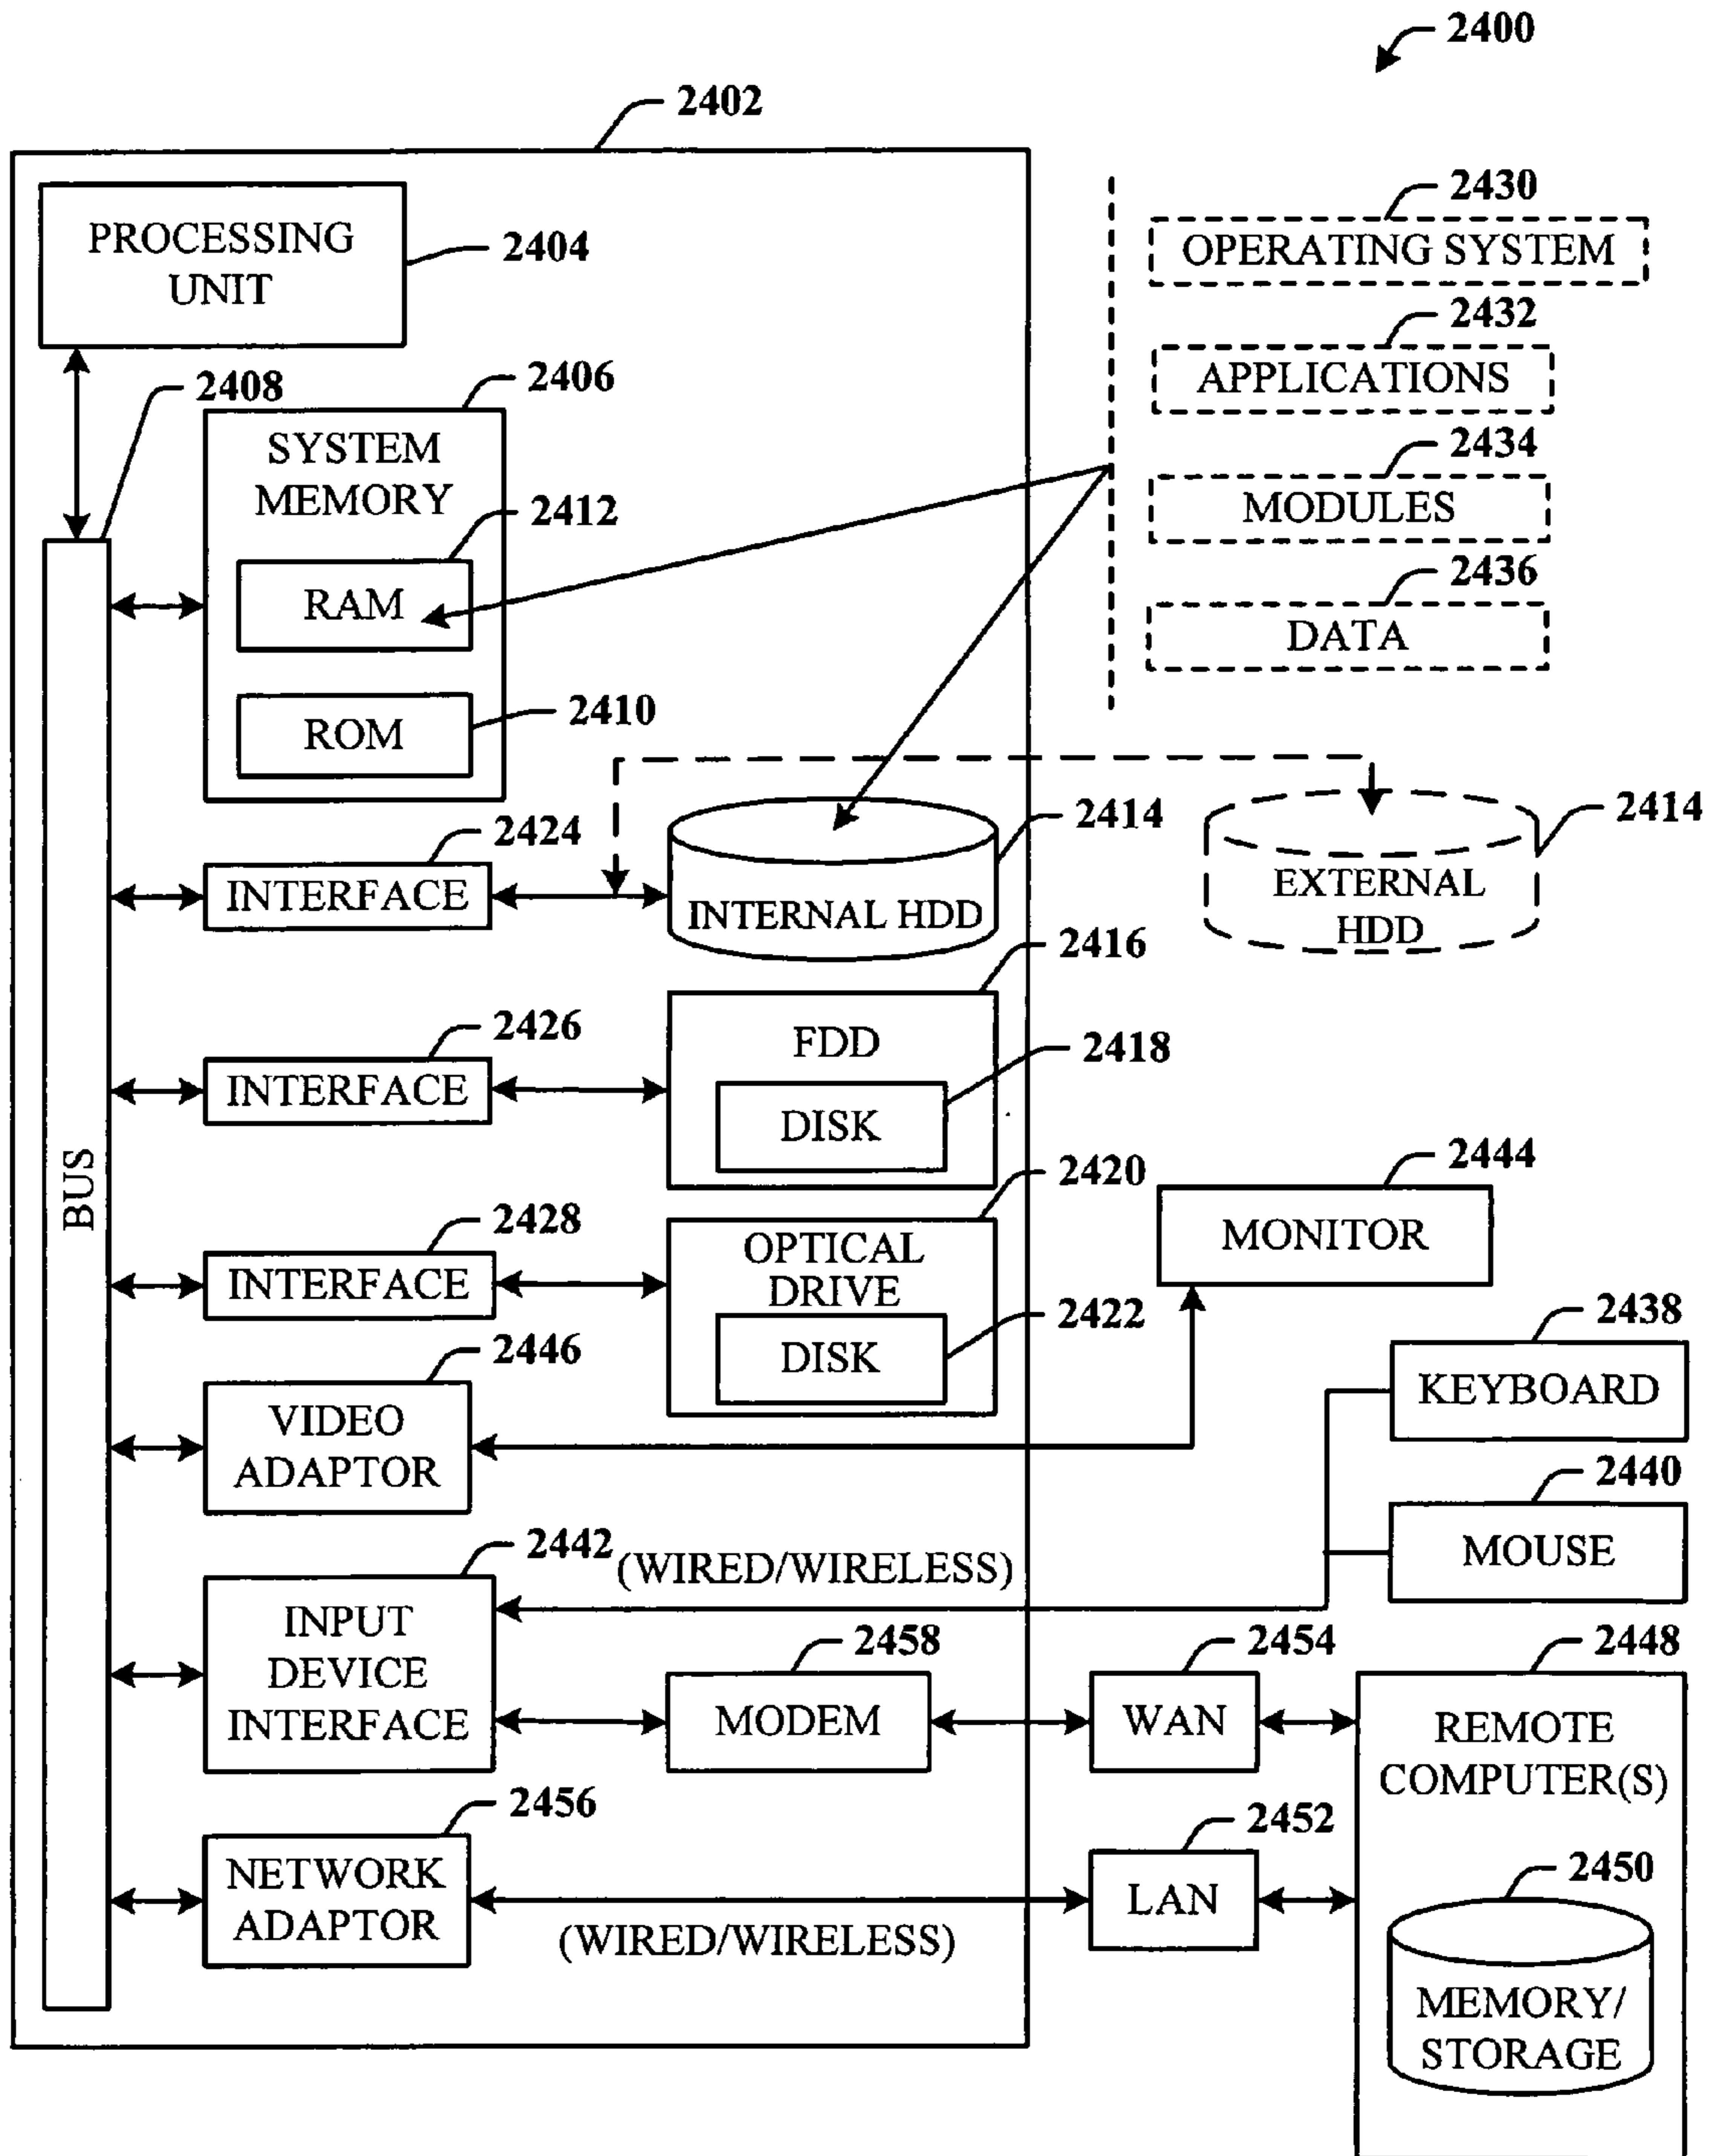 2400
2402
PROCESSING
UNIT
2404
2430
OPERATING SYSTEM
2432
APPLICATIONS
2434
MODULES
2436
DATA
2408
2406
SYSTEM
MEMORY
2412
RAM
2410
ROM
BUS
2424
INTERFACE
2414
INTERNAL HDD
2414
EXTERNAL
HDD
2426
INTERFACE
2416
FDD
2418
DISK
2428
INTERFACE
2420
OPTICAL
DRIVE
2422
DISK
2444
MONITOR
2446
VIDEO
ADAPTOR
2438
KEYBOARD
2440
MOUSE
2442
(WIRED/WIRELESS)
INPUT
DEVICE
INTERFACE
2458
MODEM
2454
WAN
2448
REMOTE
COMPUTER(S)
2456
NETWORK
ADAPTOR
(WIRED/WIRELESS)
2452
LAN
2450
MEMORY/
STORAGE